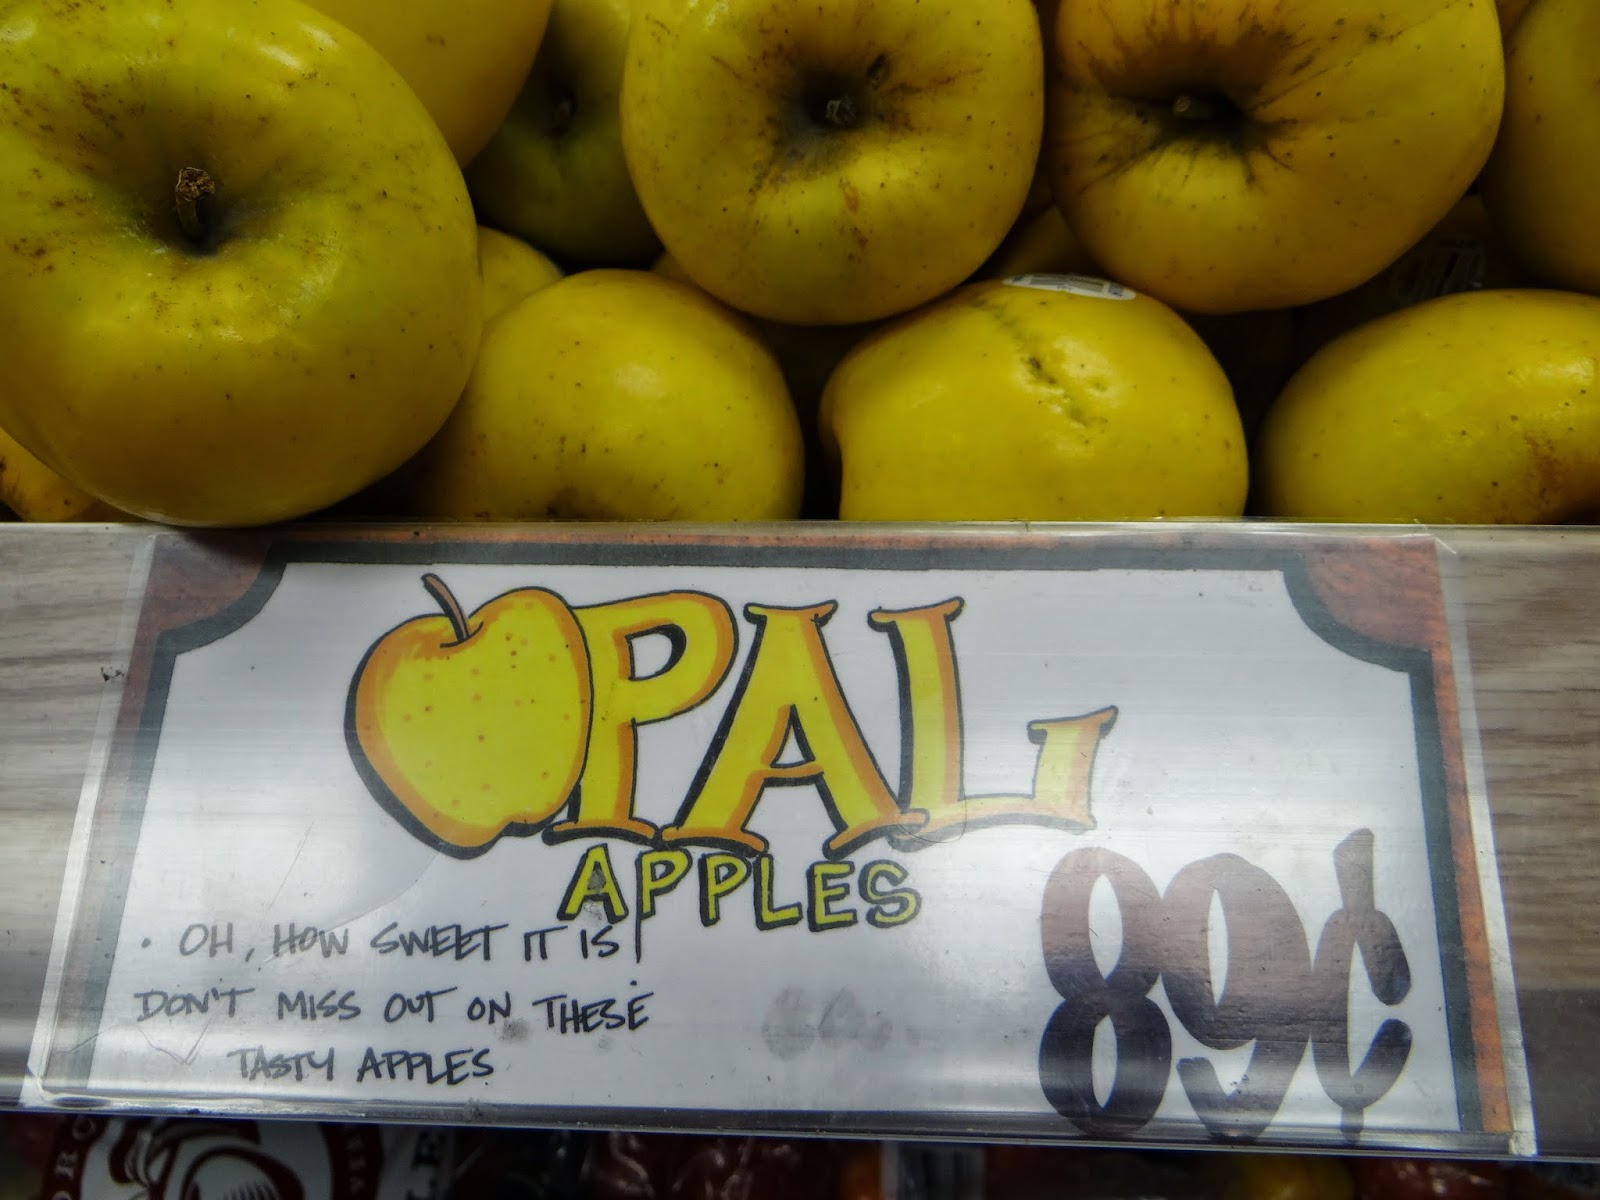 OPAL
APPLES
• OH, HOW SWEET IT IS!
DON'T MISS OUT ON THESE
TASTY APPLES
89¢